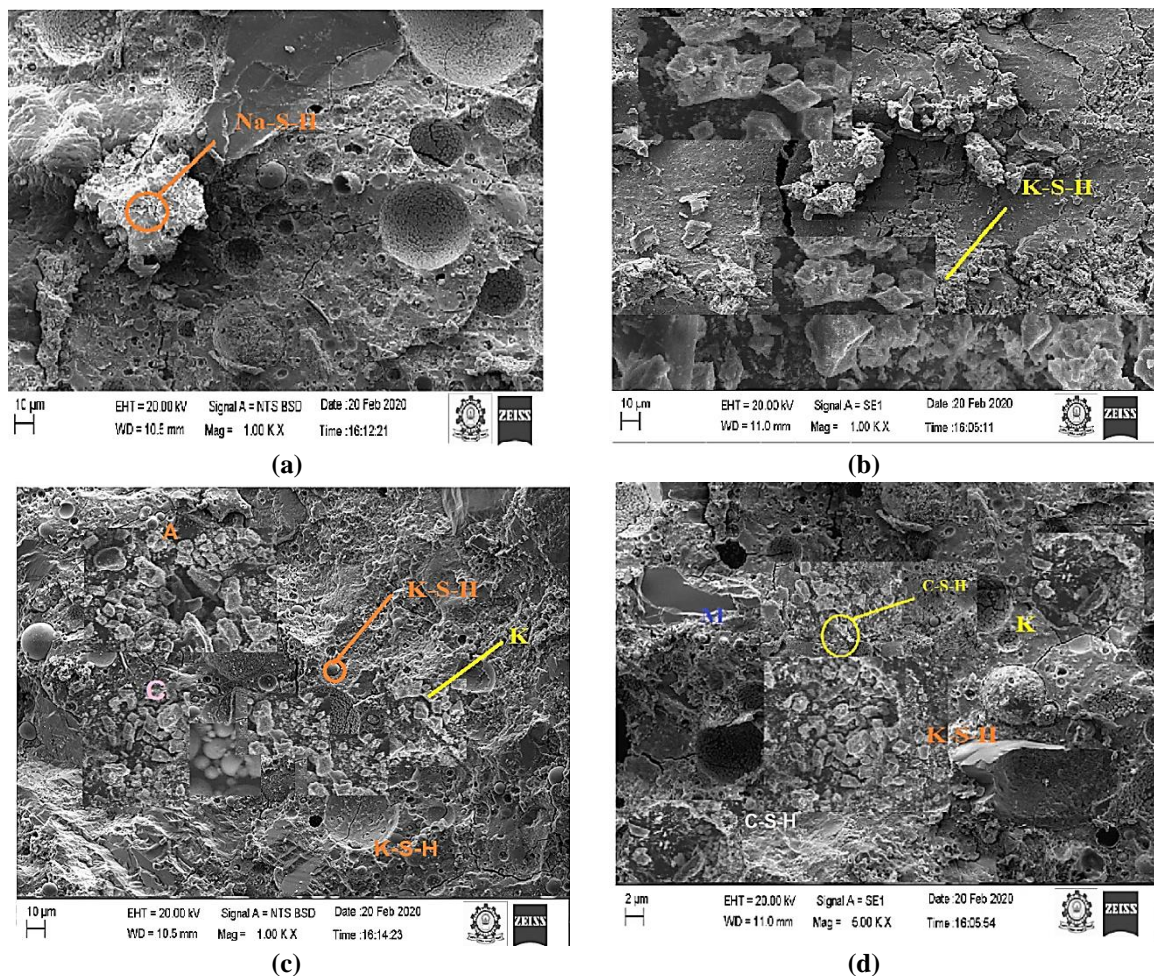 Na-S-H
10 µm
EHT = 20.00 kV Signal A = NTS BSD Date :20 Feb 2020
WD = 10.5 mm Mag = 1.00 K X Time :16:12:21
ZEISS
(a)
K-S-H
10 µm
EHT = 20.00 kV Signal A = SE1 Date :20 Feb 2020
WD = 11.0 mm Mag = 1.00 K X Time :16:05:11
ZEISS
(b)
A
K-S-H
K
C
K-S-H
10 µm
EHT = 20.00 kV Signal A = NTS BSD Date :20 Feb 2020
WD = 10.5 mm Mag = 1.00 K X Time :16:14:23
ZEISS
(c)
C-S-H
M
K
K-S-H
C-S-H
2 µm
EHT = 20.00 kV Signal A = SE1 Date :20 Feb 2020
WD = 11.0 mm Mag = 5.00 K X Time :16:05:54
ZEISS
(d)